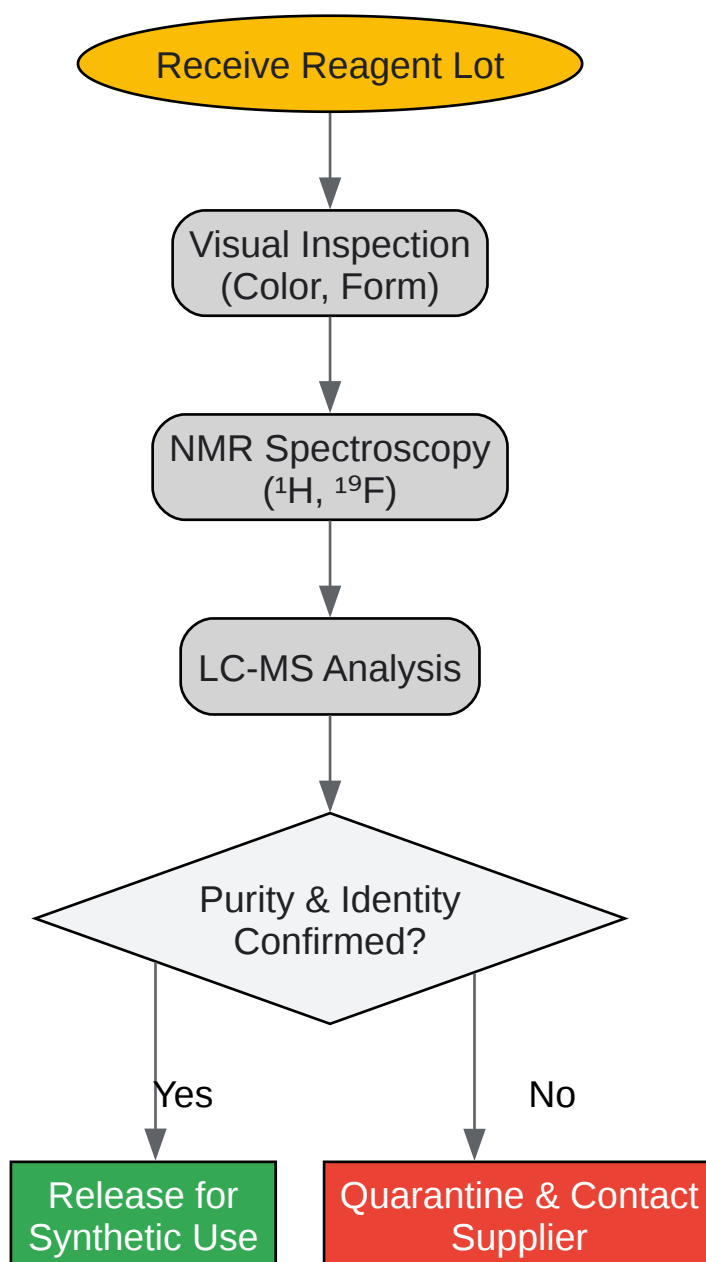 Receive Reagent Lot
Visual Inspection
(Color, Form)
NMR Spectroscopy
(¹H, ¹⁹F)
LC-MS Analysis
Purity & Identity
Confirmed?
Yes
No
Release for
Synthetic Use
Quarantine & Contact
Supplier